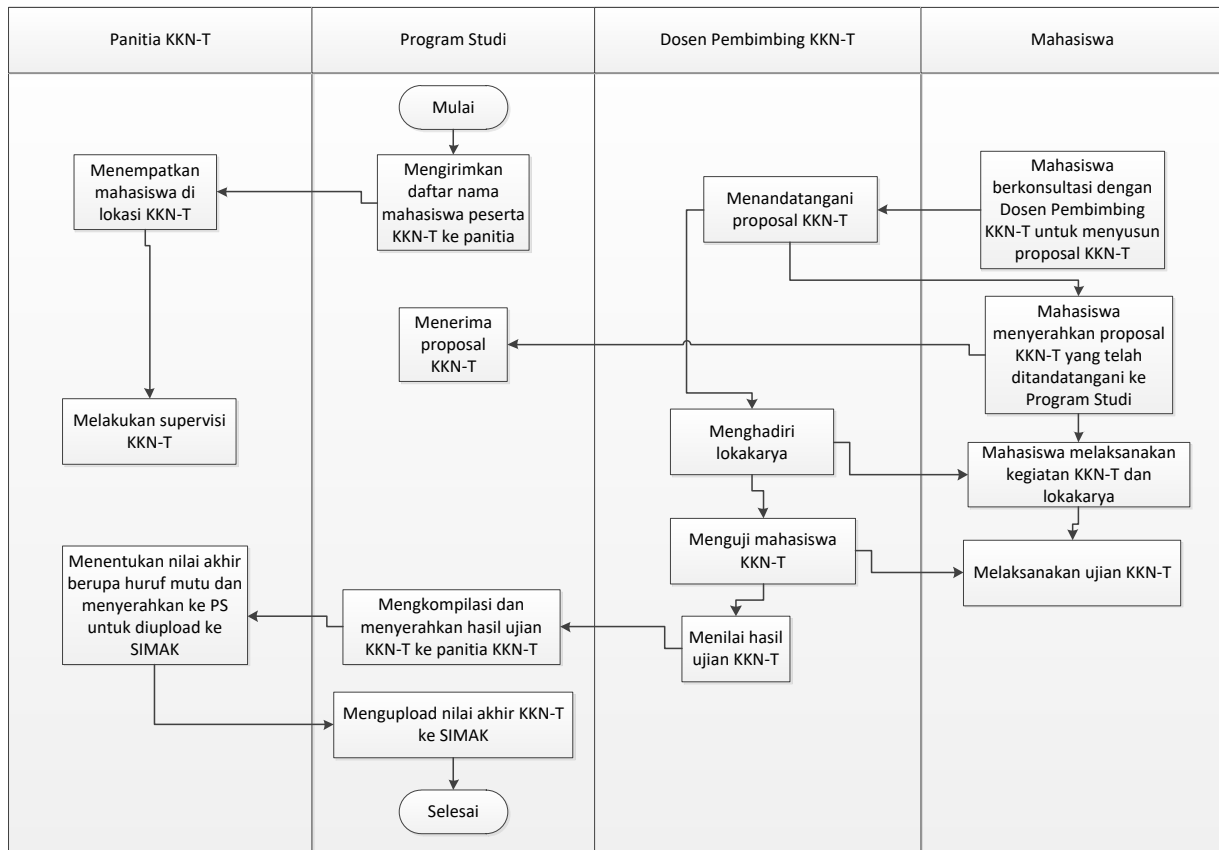 Panitia KKN-T
Program Studi
Dosen Pembimbing KKN-T
Mahasiswa
Mulai
Menempatkan
mahasiswa di
lokasi KKN-T
Mengirimkan
daftar nama
mahasiswa peserta
KKN-T ke panitia
Menandatangani
proposal KKN-T
Mahasiswa
berkonsultasi dengan
Dosen Pembimbing
KKN-T untuk menyusun
proposal KKN-T
Menerima
proposal
KKN-T
Mahasiswa
menyerahkan proposal
KKN-T yang telah
ditandatangani ke
Program Studi
Melakukan supervisi
KKN-T
Menghadiri
lokakarya
Mahasiswa melaksanakan
kegiatan KKN-T dan
lokakarya
Menentukan nilai akhir
berupa huruf mutu dan
menyerahkan ke PS
untuk diupload ke
SIMAK
Menguji mahasiswa
KKN-T
Melaksanakan ujian KKN-T
Mengkompilasi dan
menyerahkan hasil ujian
KKN-T ke panitia KKN-T
Menilai hasil
ujian KKN-T
Mengupload nilai akhir KKN-T
ke SIMAK
Selesai